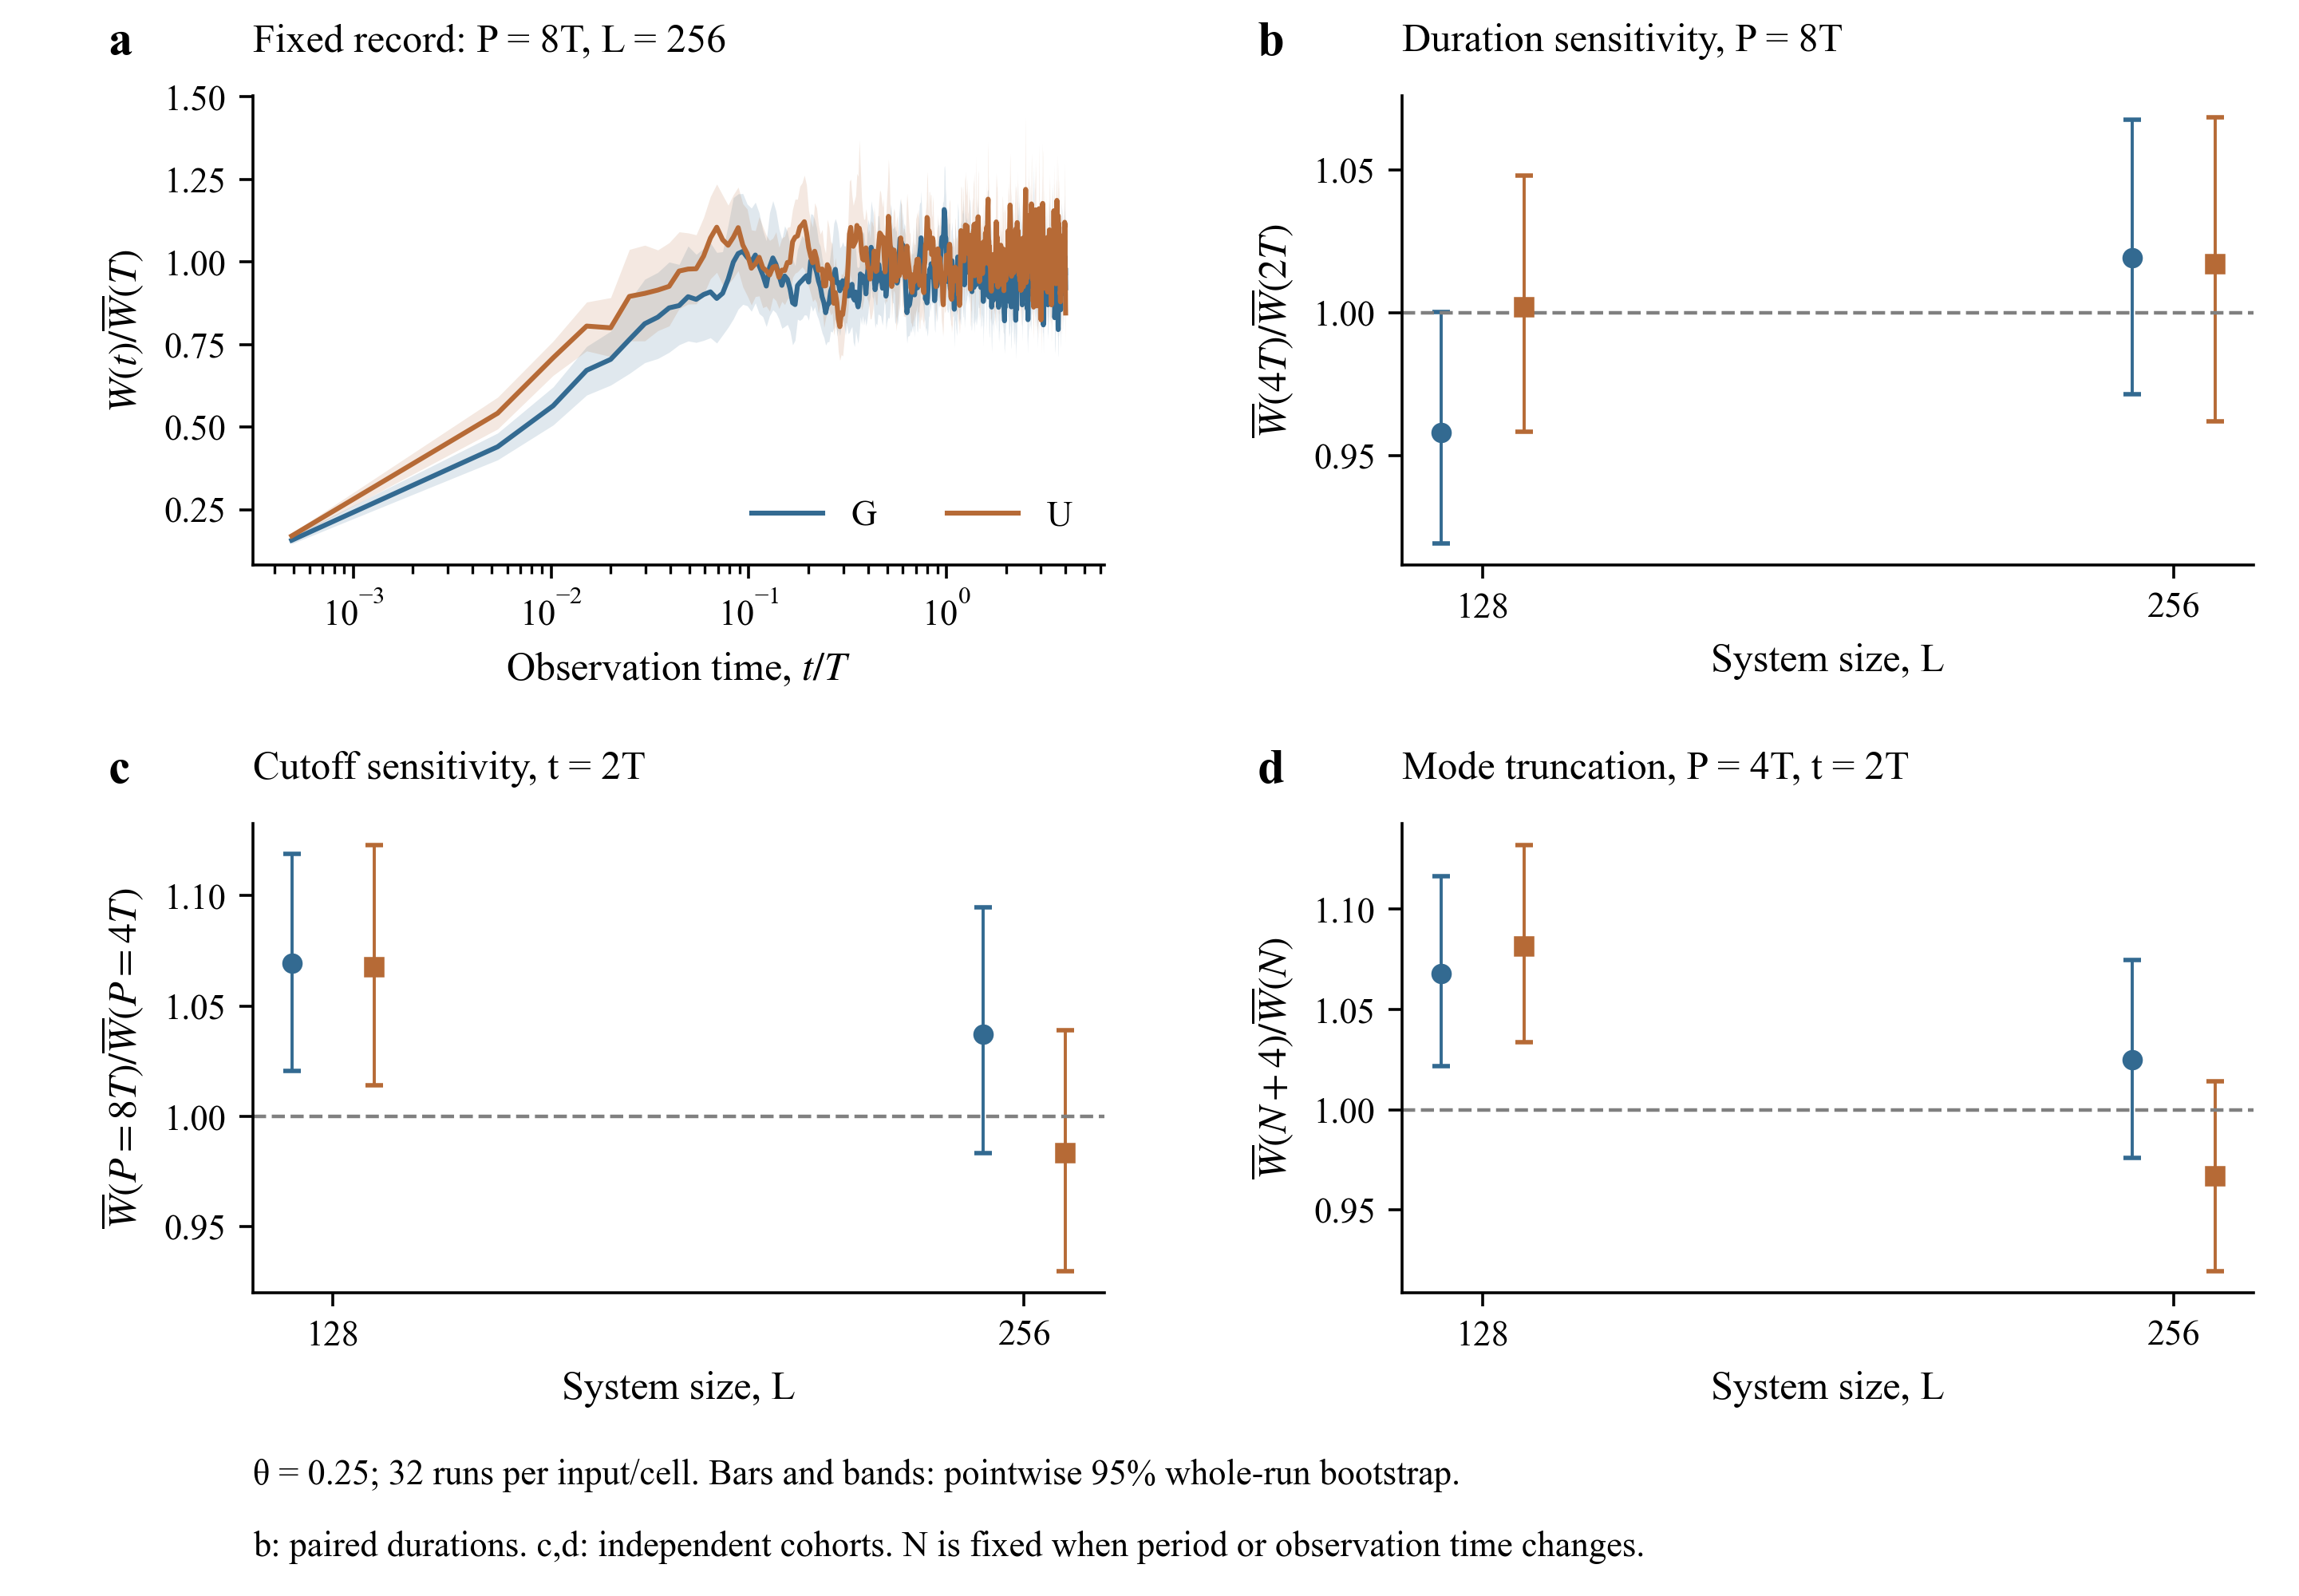 a
Fixed record: P = 8T, L = 256
W(t)/W̅(T)
1.50
1.25
1.00
0.75
0.50
0.25
G
U
10⁻³
10⁻²
10⁻¹
10⁰
Observation time, t/T
b
Duration sensitivity, P = 8T
W̅(4T)/W̅(2T)
1.05
1.00
0.95
128
256
System size, L
c
Cutoff sensitivity, t = 2T
W̅(P = 8T)/W̅(P = 4T)
1.10
1.05
1.00
0.95
128
256
System size, L
d
Mode truncation, P = 4T, t = 2T
W̅(N + 4)/W̅(N)
1.10
1.05
1.00
0.95
128
256
System size, L
θ = 0.25; 32 runs per input/cell. Bars and bands: pointwise 95% whole-run bootstrap.
b: paired durations. c,d: independent cohorts. N is fixed when period or observation time changes.